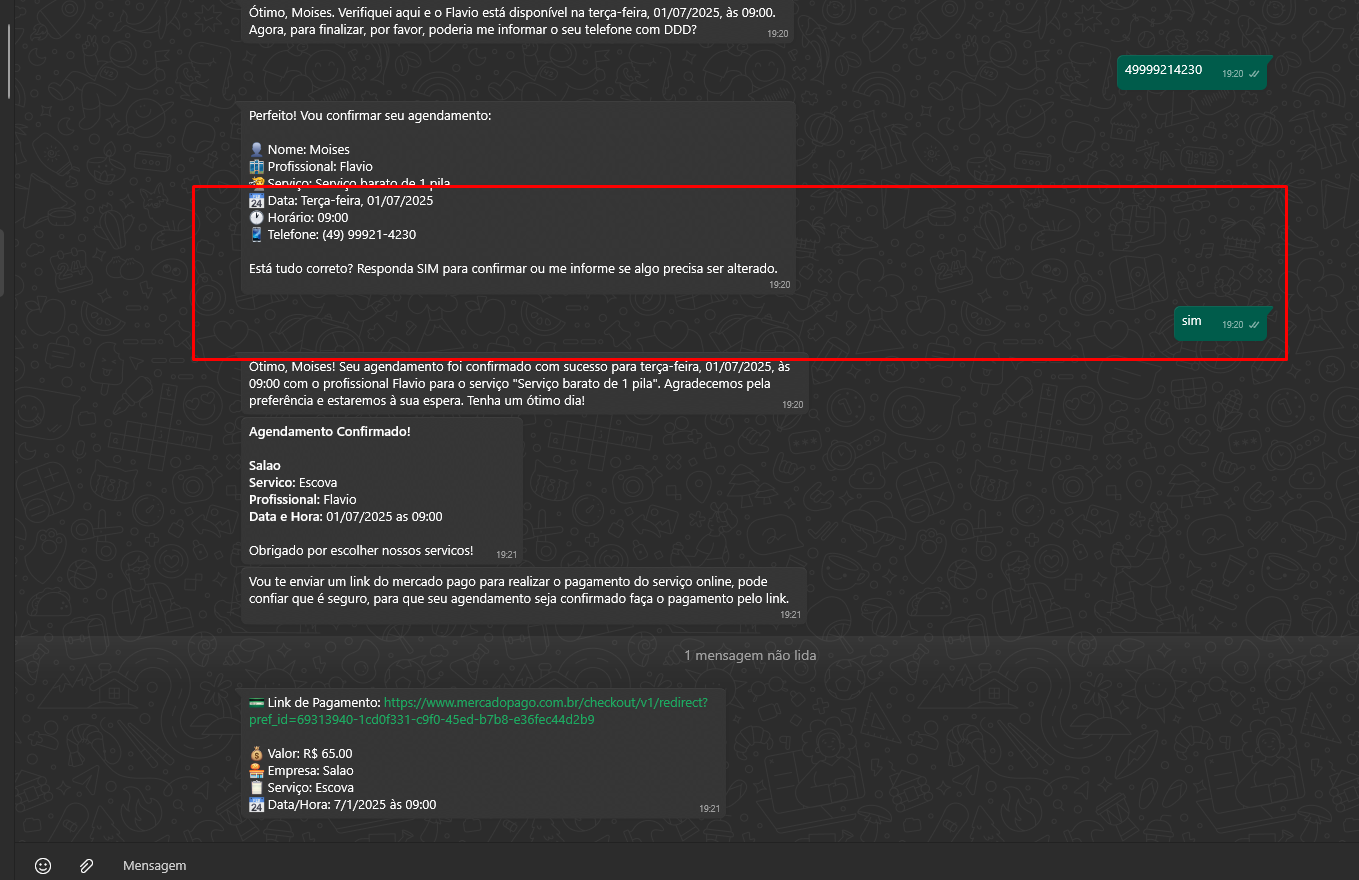 Ótimo, Moises. Verifiquei aqui e o Flavio está disponível na terça-feira, 01/07/2025, às 09:00.
Agora, para finalizar, por favor, poderia me informar o seu telefone com DDD?
19:20
49999214230
19:20
Perfeito! Vou confirmar seu agendamento:
Nome: Moises
Profissional: Flavio
Serviço: Serviço barato de 1 pila
24 Data: Terça-feira, 01/07/2025
Horário: 09:00
Telefone: (49) 99921-4230
Está tudo correto? Responda SIM para confirmar ou me informe se algo precisa ser alterado.
19:20
sim
19:20
Ótimo, Moises! Seu agendamento foi confirmado com sucesso para terça-feira, 01/07/2025, às
09:00 com o profissional Flavio para o serviço "Serviço barato de 1 pila". Agradecemos pela
preferência e estaremos à sua espera. Tenha um ótimo dia!
19:20
Agendamento Confirmado!
Salao
Servico: Escova
Profissional: Flavio
Data e Hora: 01/07/2025 as 09:00
Obrigado por escolher nossos servicos!
19:21
Vou te enviar um link do mercado pago para realizar o pagamento do serviço online, pode
confiar que é seguro, para que seu agendamento seja confirmado faça o pagamento pelo link.
19:21
1 mensagem não lida
Link de Pagamento: https://www.mercadopago.com.br/checkout/v1/redirect?
pref_id=69313940-1cd0f331-c9f0-45ed-b7b8-e36fec44d2b9
Valor: R$ 65.00
Empresa: Salao
Serviço: Escova
24 Data/Hora: 7/1/2025 às 09:00
19:21
Mensagem